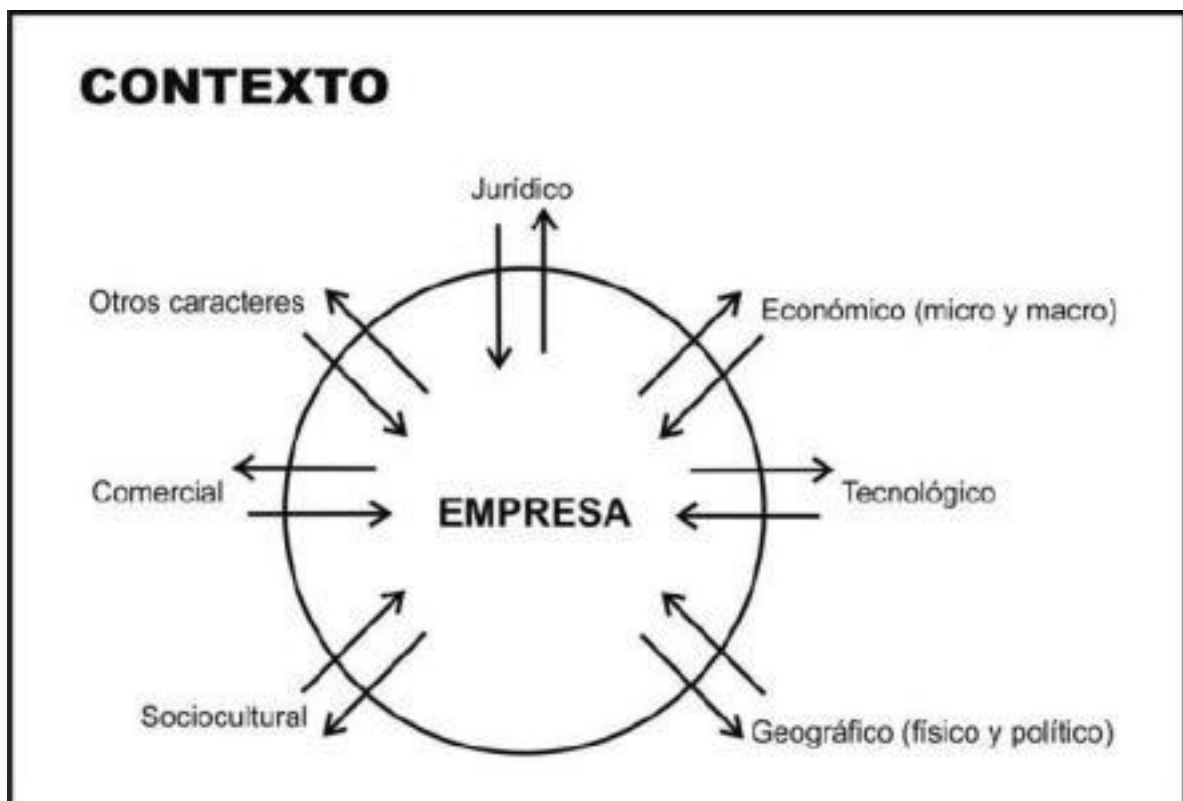 CONTEXTO
Jurídico
Otros caracteres
Económico (micro y macro)
Comercial
EMPRESA
Tecnológico
Sociocultural
Geográfico (físico y político)